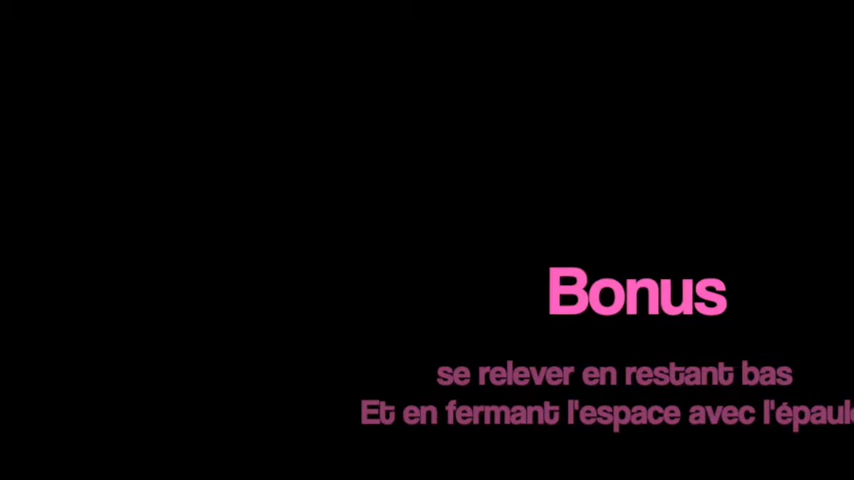 Bonus
se relever en restant bas
Et en fermant l'espace avec l'épaul